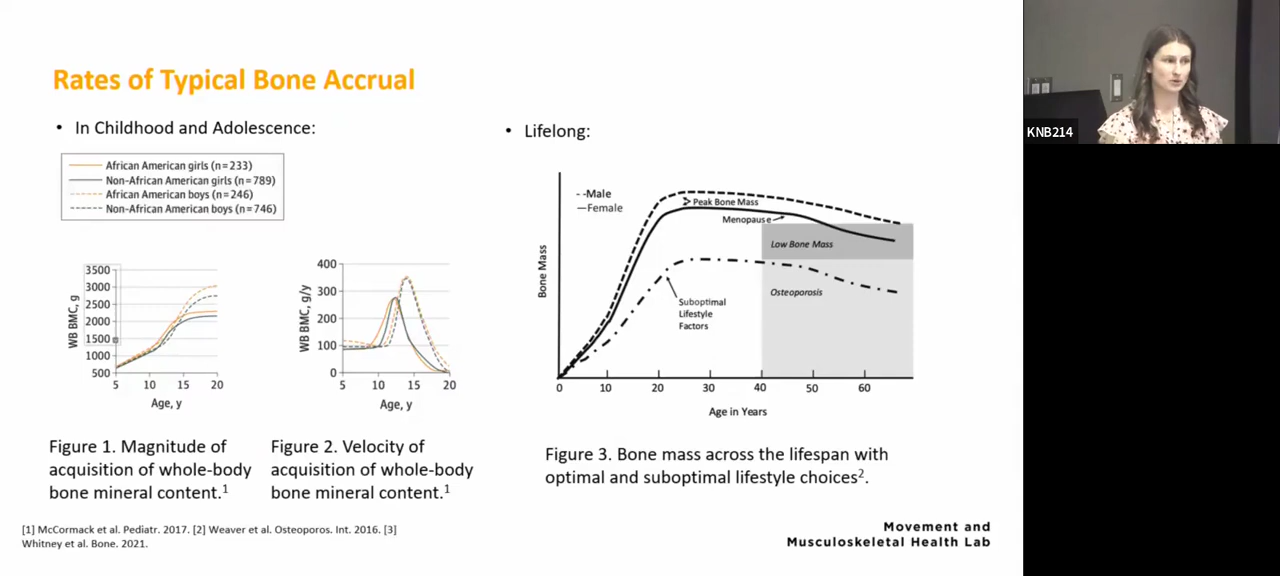 Rates of Typical Bone Accrual
• In Childhood and Adolescence:
African American girls (n=233)
Non-African American girls (n=789)
African American boys (n=246)
Non-African American boys (n=746)
WB BMC, g
3500
3000
2500
2000
1500
1000
500
5 10 15 20
Age, y
WB BMC, g/y
400
300
200
100
0
5 10 15 20
Age, y
Figure 1. Magnitude of
acquisition of whole-body
bone mineral content.1
Figure 2. Velocity of
acquisition of whole-body
bone mineral content.1
• Lifelong:
--Male
—Female
Peak Bone Mass
Menopause
Low Bone Mass
Osteoporosis
Suboptimal
Lifestyle
Factors
Bone Mass
0 10 20 30 40 50 60
Age in Years
Figure 3. Bone mass across the lifespan with
optimal and suboptimal lifestyle choices2.
[1] McCormack et al. Pediatr. 2017. [2] Weaver et al. Osteoporos. Int. 2016. [3]
Whitney et al. Bone. 2021.
Movement and
Musculoskeletal Health Lab
KNB214